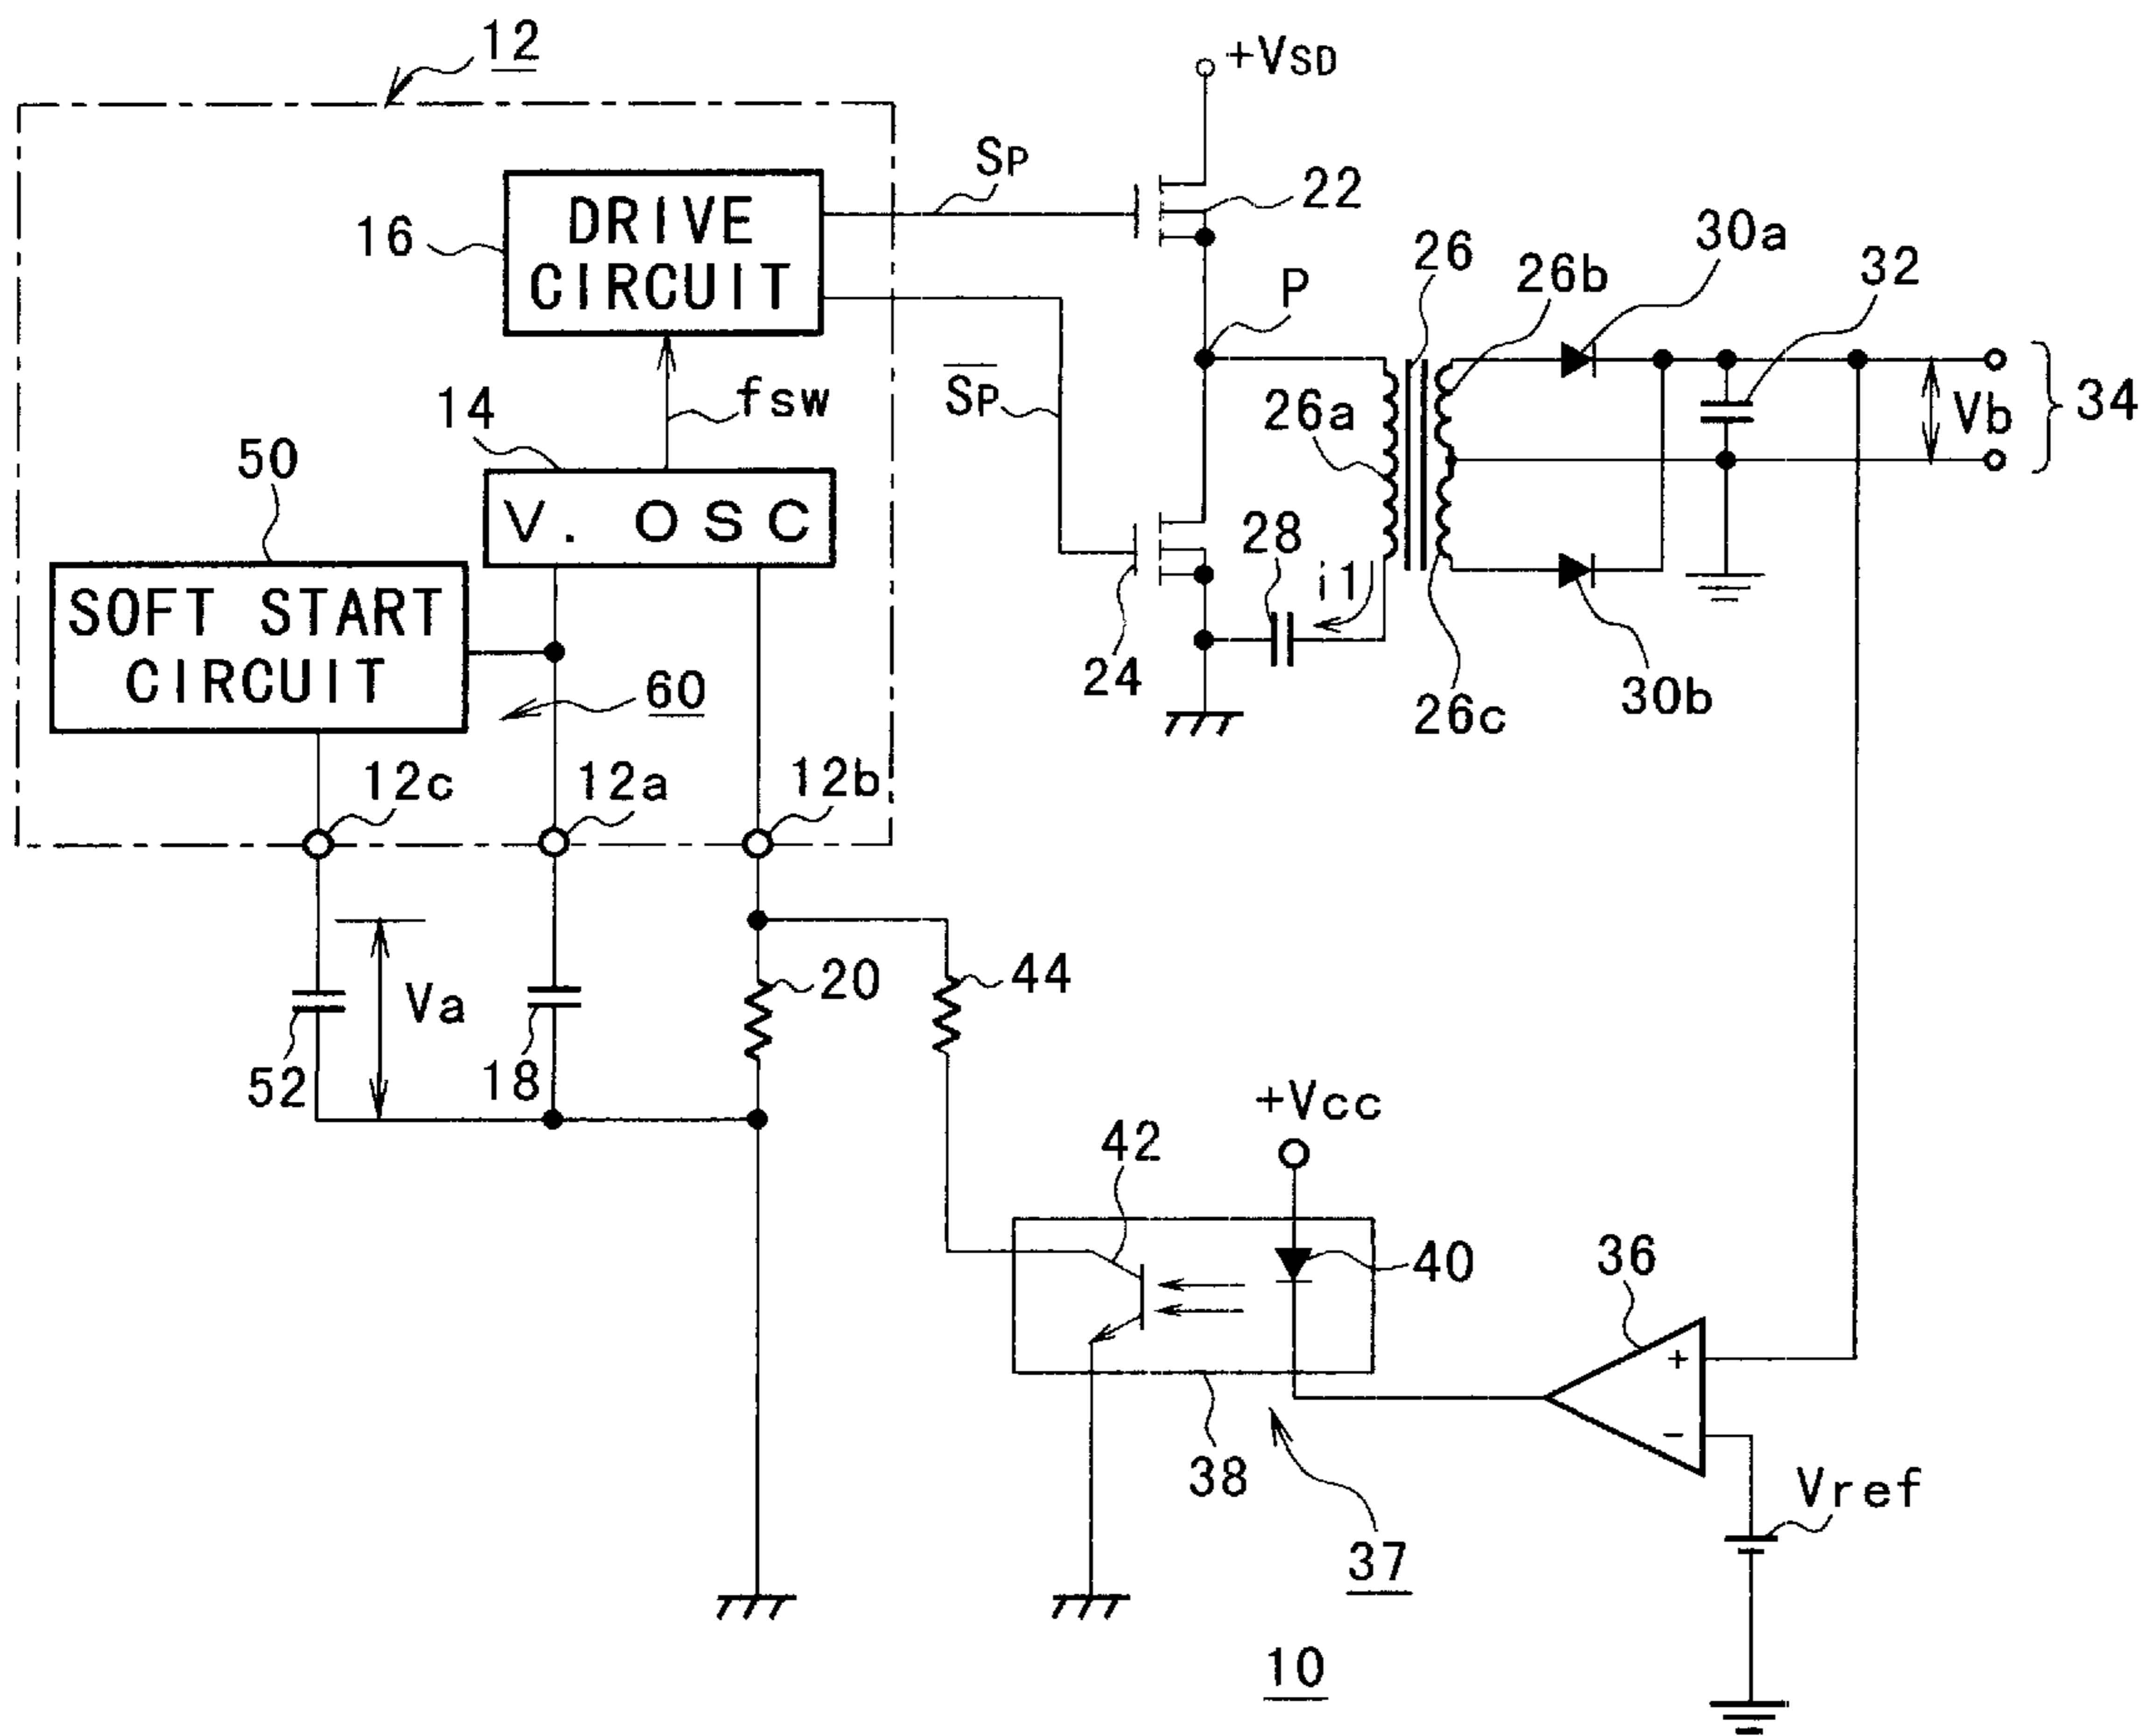 12
+VSD
SP
22
DRIVE
CIRCUIT
16
30a
26
26b
32
P
fsw
SP
14
26a
Vb
34
50
V. OSC
28
i1
SOFT START
CIRCUIT
24
60
26c
30b
12c
12a
12b
Va
20
44
52
18
+Vcc
42
40
36
+
−
38
Vref
37
10